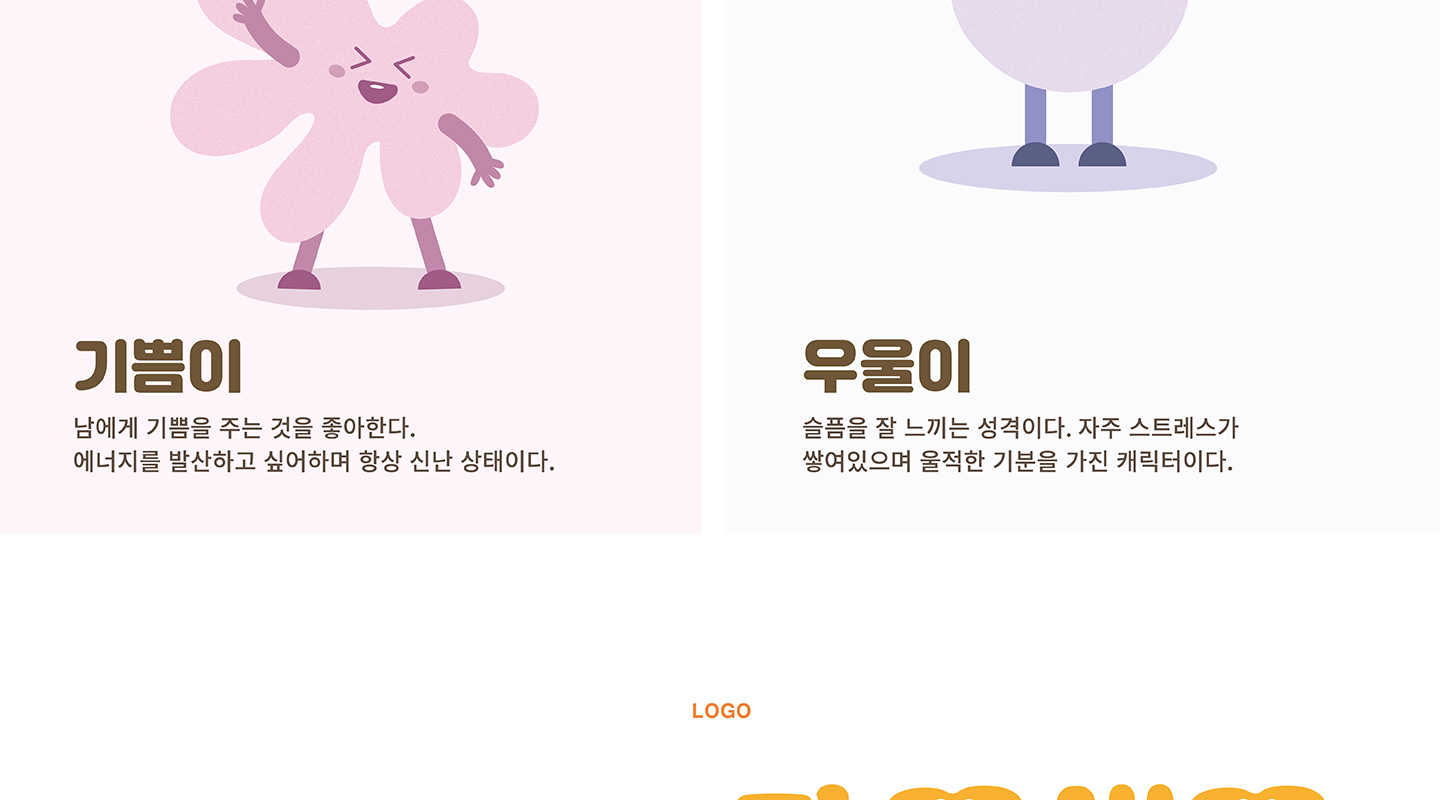 기쁨이
남에게 기쁨을 주는 것을 좋아한다.
에너지를 발산하고 싶어하며 항상 신난 상태이다.
우울이
슬픔을 잘 느끼는 성격이다. 자주 스트레스가
쌓여있으며 울적한 기분을 가진 캐릭터이다.
LOGO